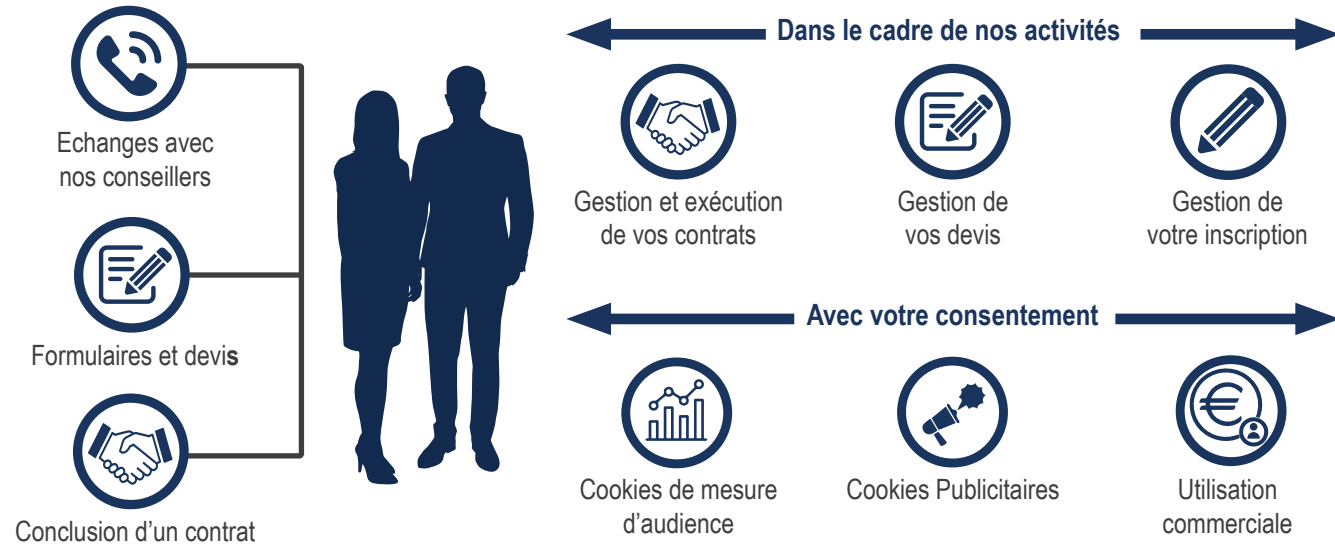 Echanges avec
nos conseillers
Formulaires et devis
Conclusion d’un contrat
Dans le cadre de nos activités
Gestion et exécution
de vos contrats
Gestion de
vos devis
Gestion de
votre inscription
Avec votre consentement
Cookies de mesure
d’audience
Cookies Publicitaires
Utilisation
commerciale